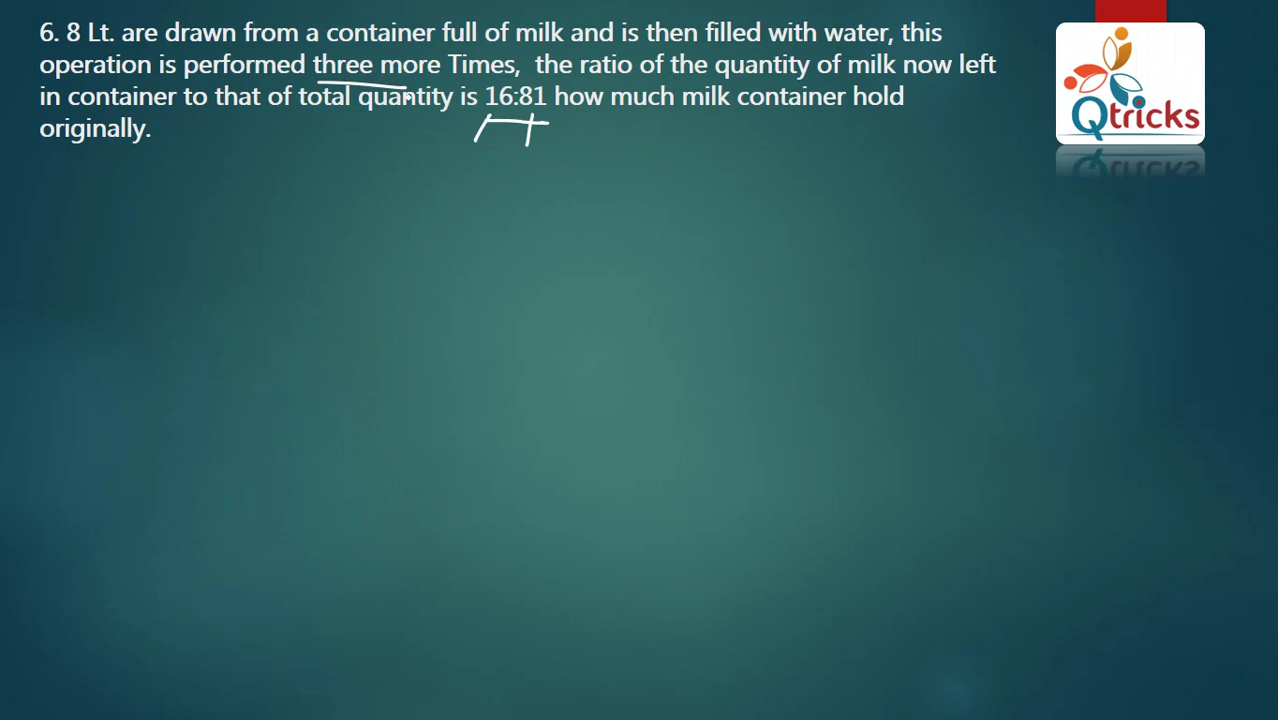 6. 8 Lt. are drawn from a container full of milk and is then filled with water, this
operation is performed three more Times, the ratio of the quantity of milk now left
in container to that of total quantity is 16:81 how much milk container hold
originally.
Qtricks